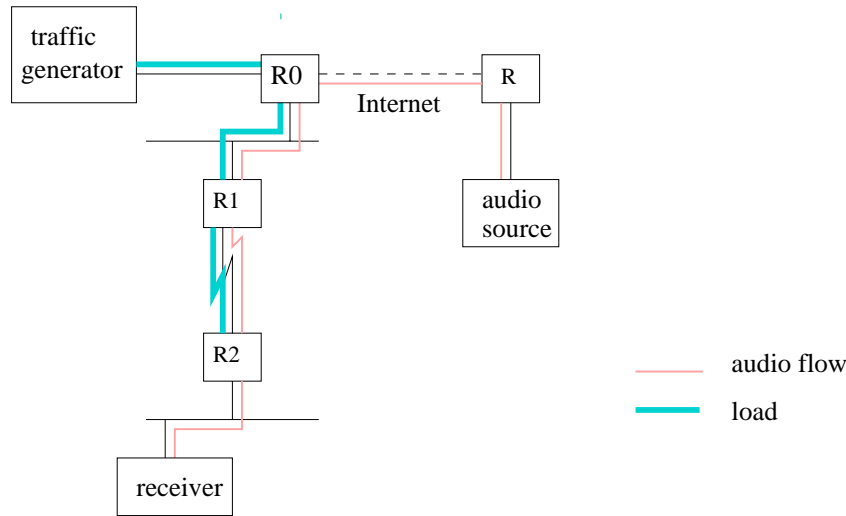 traffic
generator
R0
R
Internet
R1
audio
source
R2
audio flow
load
receiver